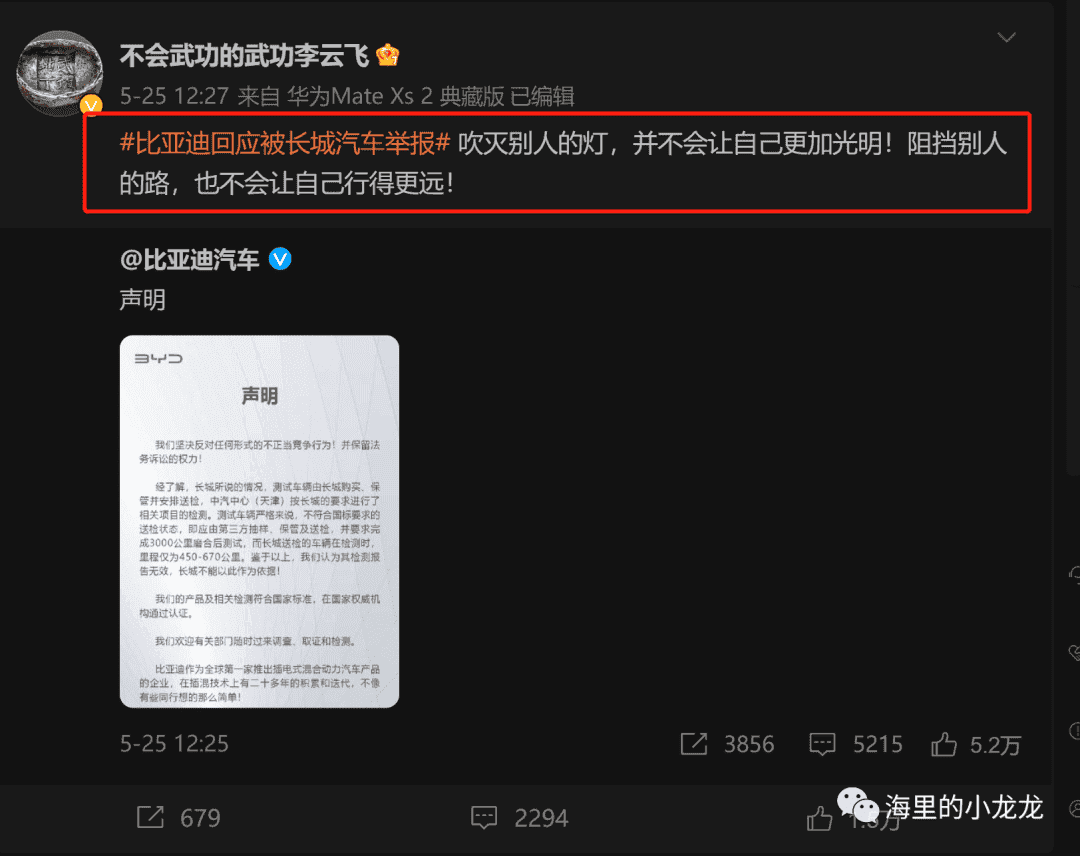 不会武功的武功李云飞
5-25 12:27 来自 华为Mate Xs 2 典藏版 已编辑
#比亚迪回应被长城汽车举报# 吹灭别人的灯，并不会让自己更加光明！阻挡别人
的路，也不会让自己行得更远！
@比亚迪汽车
声明
BYD
声明
我们坚决反对任何形式的不正当竞争行为！并保留法
务诉讼的权力！
经了解，长城所说的情况，测试车辆由长城购买、保
管并安排送检，中汽中心（天津）按长城的要求进行了
相关项目的检测。测试车辆严格来说，不符合国标要求的
送检状态，即应由第三方抽样、保管及送检，并要求完
成3000公里磨合后测试，而长城送检的车辆在检测时，
里程仅为450-670公里。鉴于以上，我们认为其检测报
告无效，长城不能以此作为依据！
我们的产品及相关检测符合国家标准，在国家权威机
构通过认证。
我们欢迎有关部门随时过来调查、取证和检测。
比亚迪作为全球第一家推出插电式混合动力汽车产品
的企业，在插混技术上有二十多年的积累和迭代，不像
有些同行想的那么简单！
5-25 12:25
3856
5215
5.2万
679
2294
海里的小龙龙